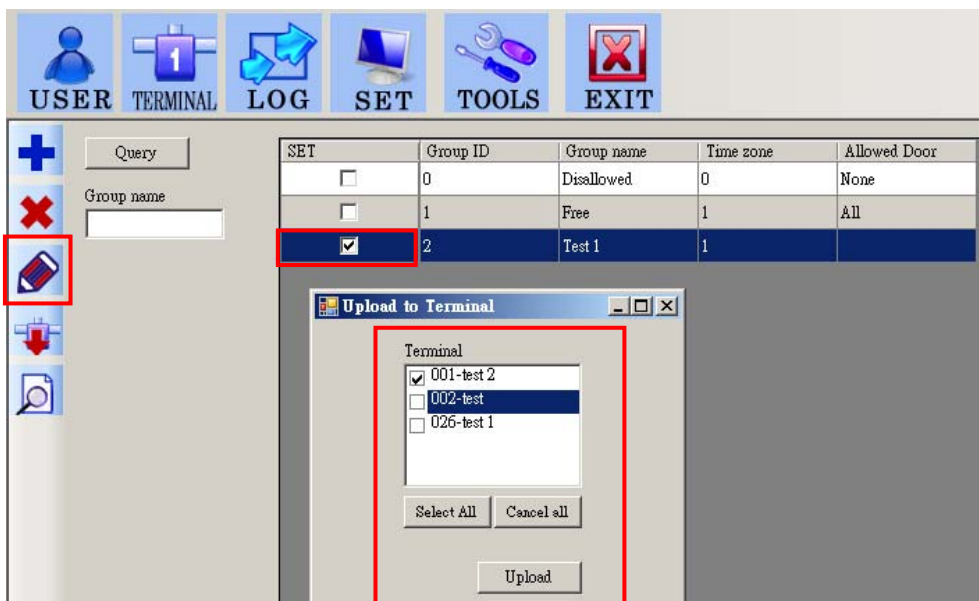 1
USER TERMINAL LOG SET TOOLS EXIT
Query
Group name
SET Group ID Group name Time zone Allowed Door
0 Disallowed 0 None
1 Free 1 All
2 Test 1 1
Upload to Terminal
Terminal
001-test 2
002-test
026-test 1
Select All Cancel all
Upload